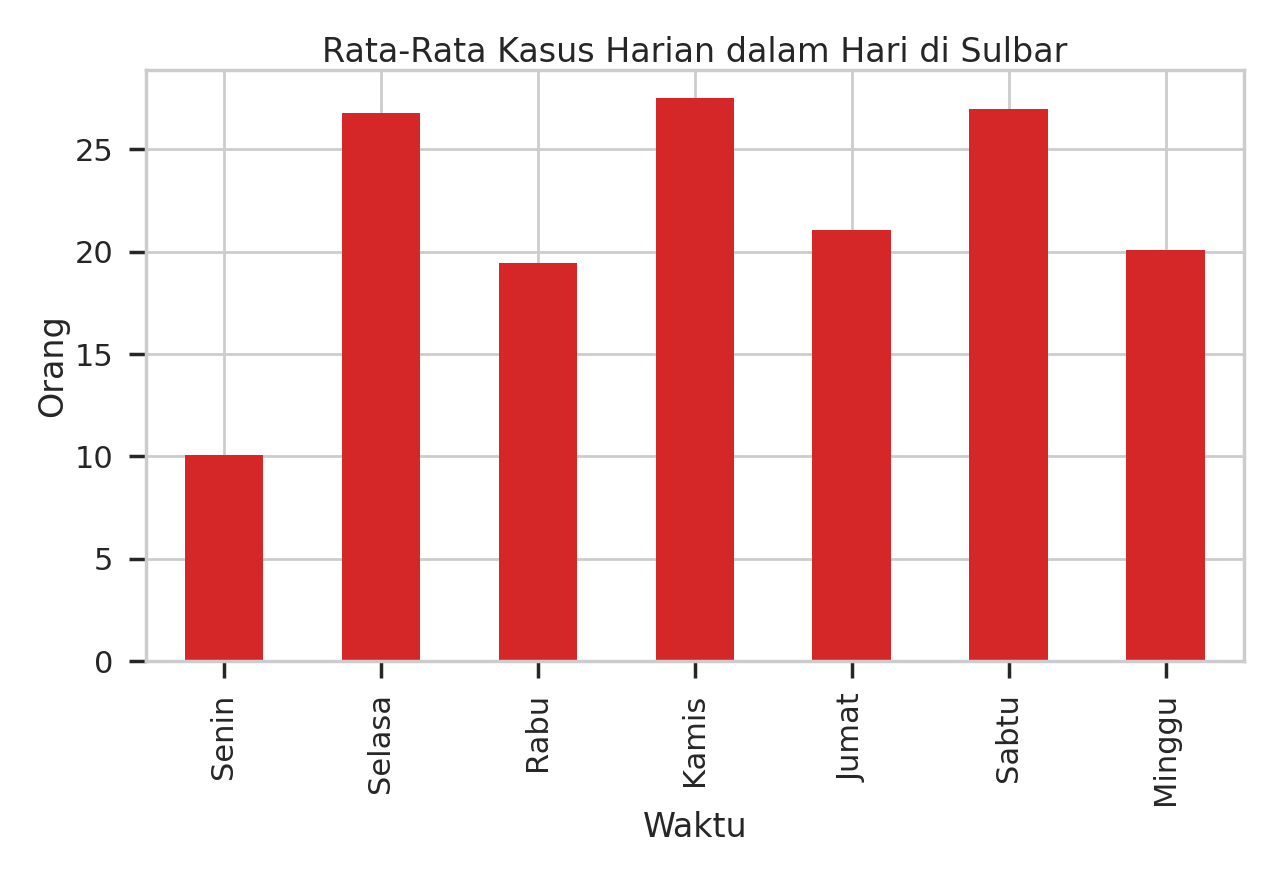 Rata-Rata Kasus Harian dalam Hari di Sulbar
Orang
25
20
15
10
5
0
Senin
Selasa
Rabu
Kamis
Jumat
Sabtu
Minggu
Waktu